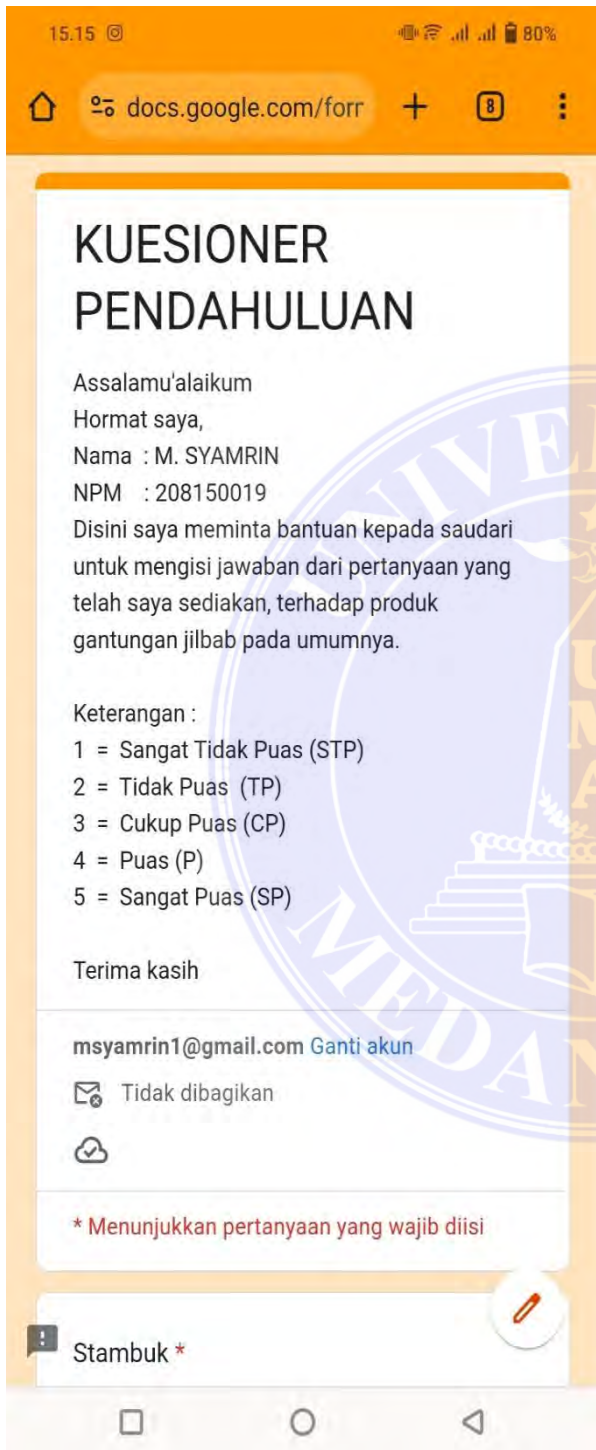 15.15
80%
docs.google.com/forr
8
KUESIONER
PENDAHULUAN
Assalamu'alaikum
Hormat saya,
Nama : M. SYAMRIN
NPM : 208150019
Disini saya meminta bantuan kepada saudari
untuk mengisi jawaban dari pertanyaan yang
telah saya sediakan, terhadap produk
gantungan jilbab pada umumnya.
Keterangan :
1 = Sangat Tidak Puas (STP)
2 = Tidak Puas (TP)
3 = Cukup Puas (CP)
4 = Puas (P)
5 = Sangat Puas (SP)
Terima kasih
msyamrin1@gmail.com Ganti akun
Tidak dibagikan
* Menunjukkan pertanyaan yang wajib diisi
Stambuk *
UNIVE
UMA
MEDAN